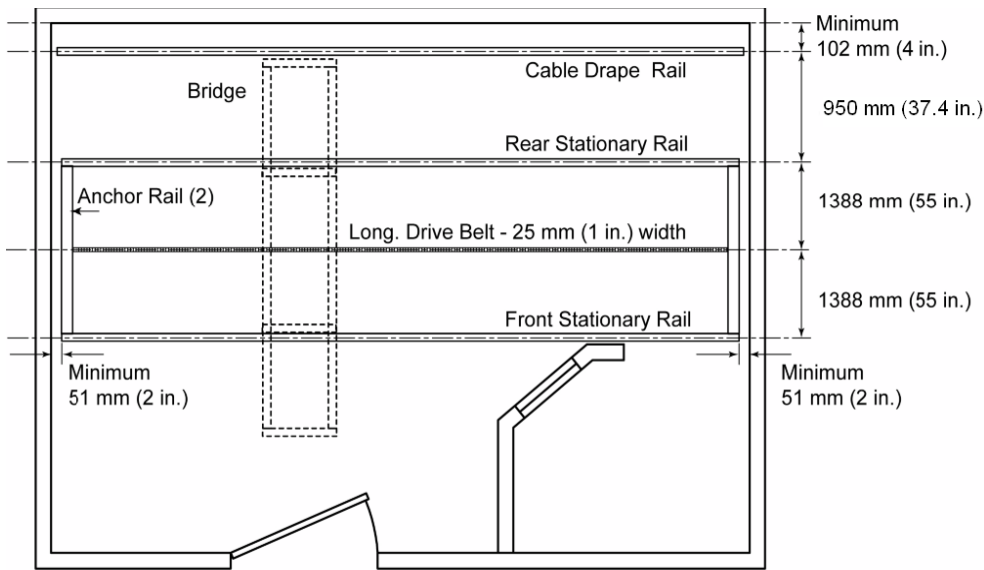 Minimum
102 mm (4 in.)
Cable Drape Rail
Bridge
950 mm (37.4 in.)
Rear Stationary Rail
Anchor Rail (2)
1388 mm (55 in.)
Long. Drive Belt - 25 mm (1 in.) width
1388 mm (55 in.)
Front Stationary Rail
Minimum
51 mm (2 in.)
Minimum
51 mm (2 in.)